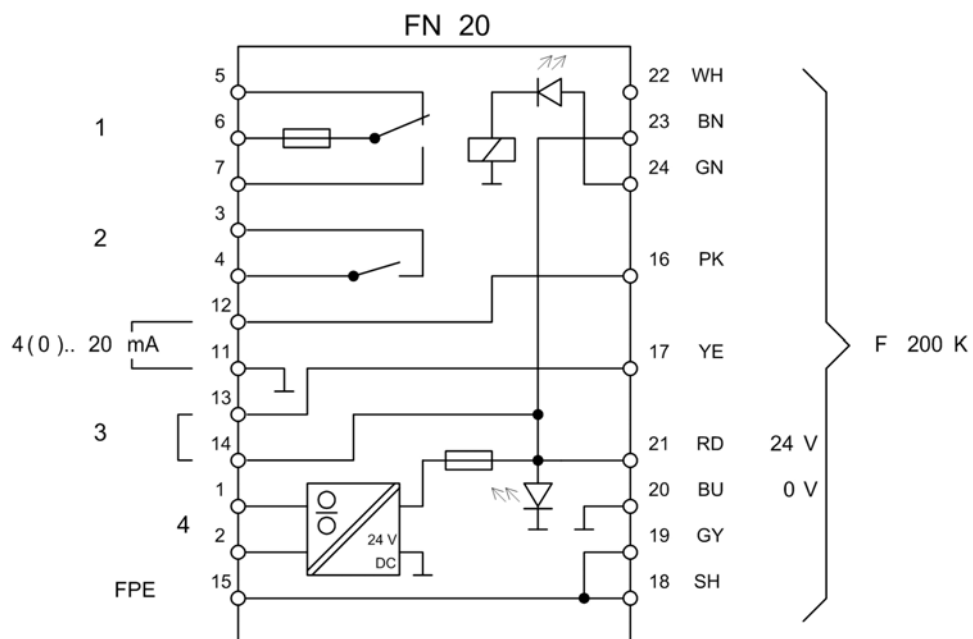 FN 20
5 22 WH
1 6 23 BN
7 24 GN
3
2 4 16 PK
12
4(0).. 20 mA 11 17 YE
13
3 14 21 RD 24 V
F 200 K
1 20 BU 0 V
4 2 24 V DC 19 GY
FPE 15 18 SH